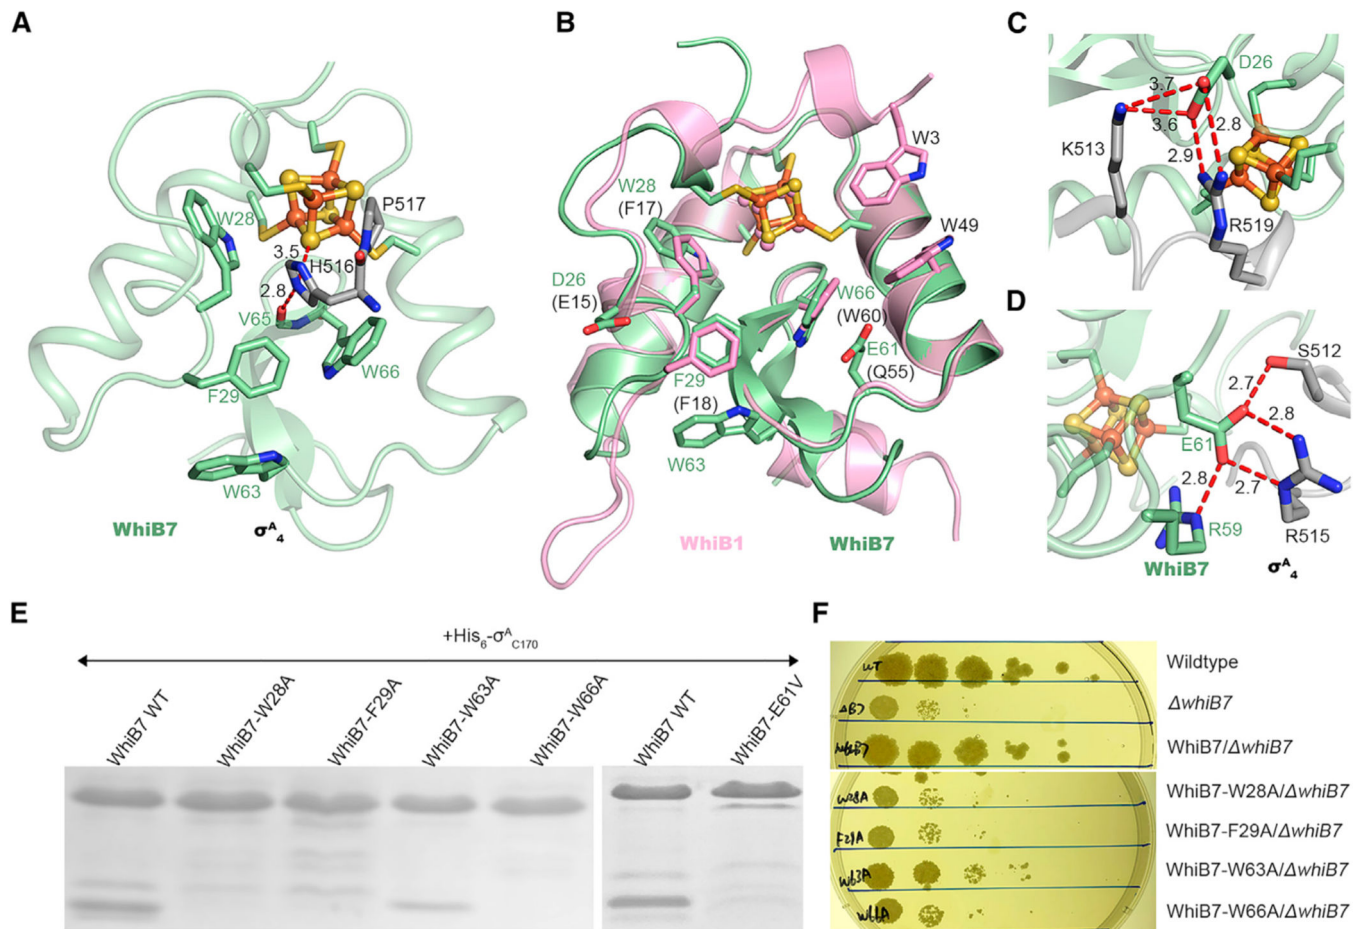 A
W28
P517
3.5
H516
2.8
V65
W66
F29
W63
WhiB7
σᴬ₄
B
W3
W28
(F17)
W49
D26
(E15)
W66
(W60)
E61
(Q55)
F29
(F18)
W63
WhiB1
WhiB7
C
D26
3.7
3.6
2.8
2.9
K513
R519
D
S512
2.7
2.8
E61
2.8
2.7
R59
R515
WhiB7
σᴬ₄
E
+His₆-σᴬC170
WhiB7 WT
WhiB7-W28A
WhiB7-F29A
WhiB7-W63A
WhiB7-W66A
WhiB7 WT
WhiB7-E61V
F
WT
Wildtype
ΔB7
ΔwhiB7
WhiB7/ΔwhiB7
W28A
WhiB7-W28A/ΔwhiB7
F29A
WhiB7-F29A/ΔwhiB7
W63A
WhiB7-W63A/ΔwhiB7
W66A
WhiB7-W66A/ΔwhiB7